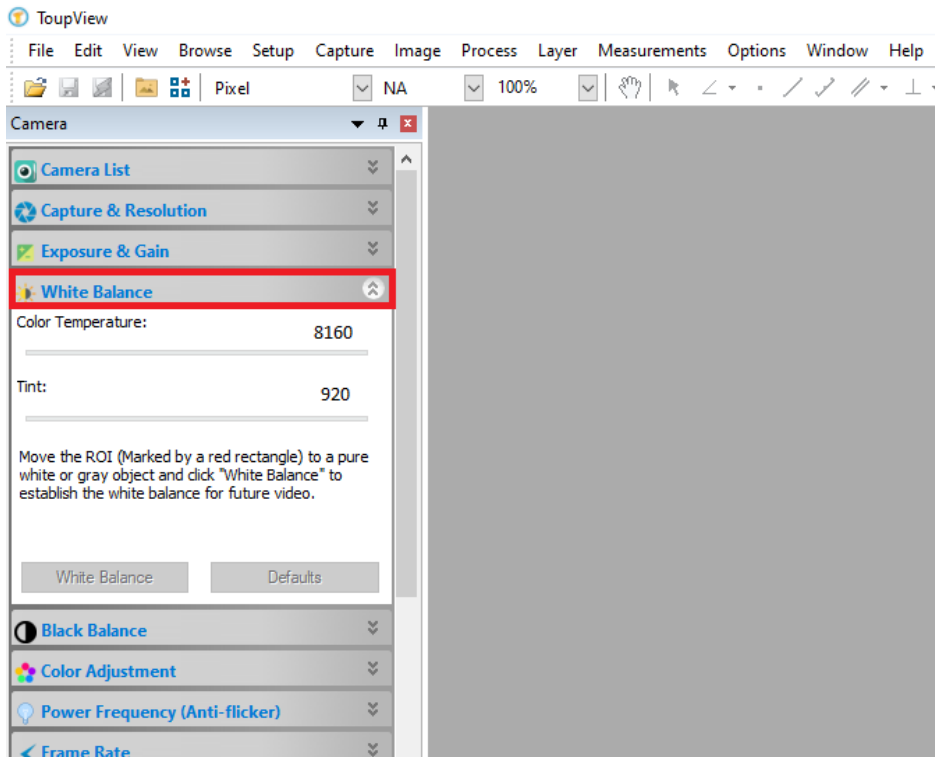 ToupView
File Edit View Browse Setup Capture Image Process Layer Measurements Options Window Help
Pixel NA 100%
Camera
Camera List
Capture & Resolution
Exposure & Gain
White Balance
Color Temperature:
8160
Tint:
920
Move the ROI (Marked by a red rectangle) to a pure
white or gray object and click "White Balance" to
establish the white balance for future video.
White Balance Defaults
Black Balance
Color Adjustment
Power Frequency (Anti-flicker)
Frame Rate